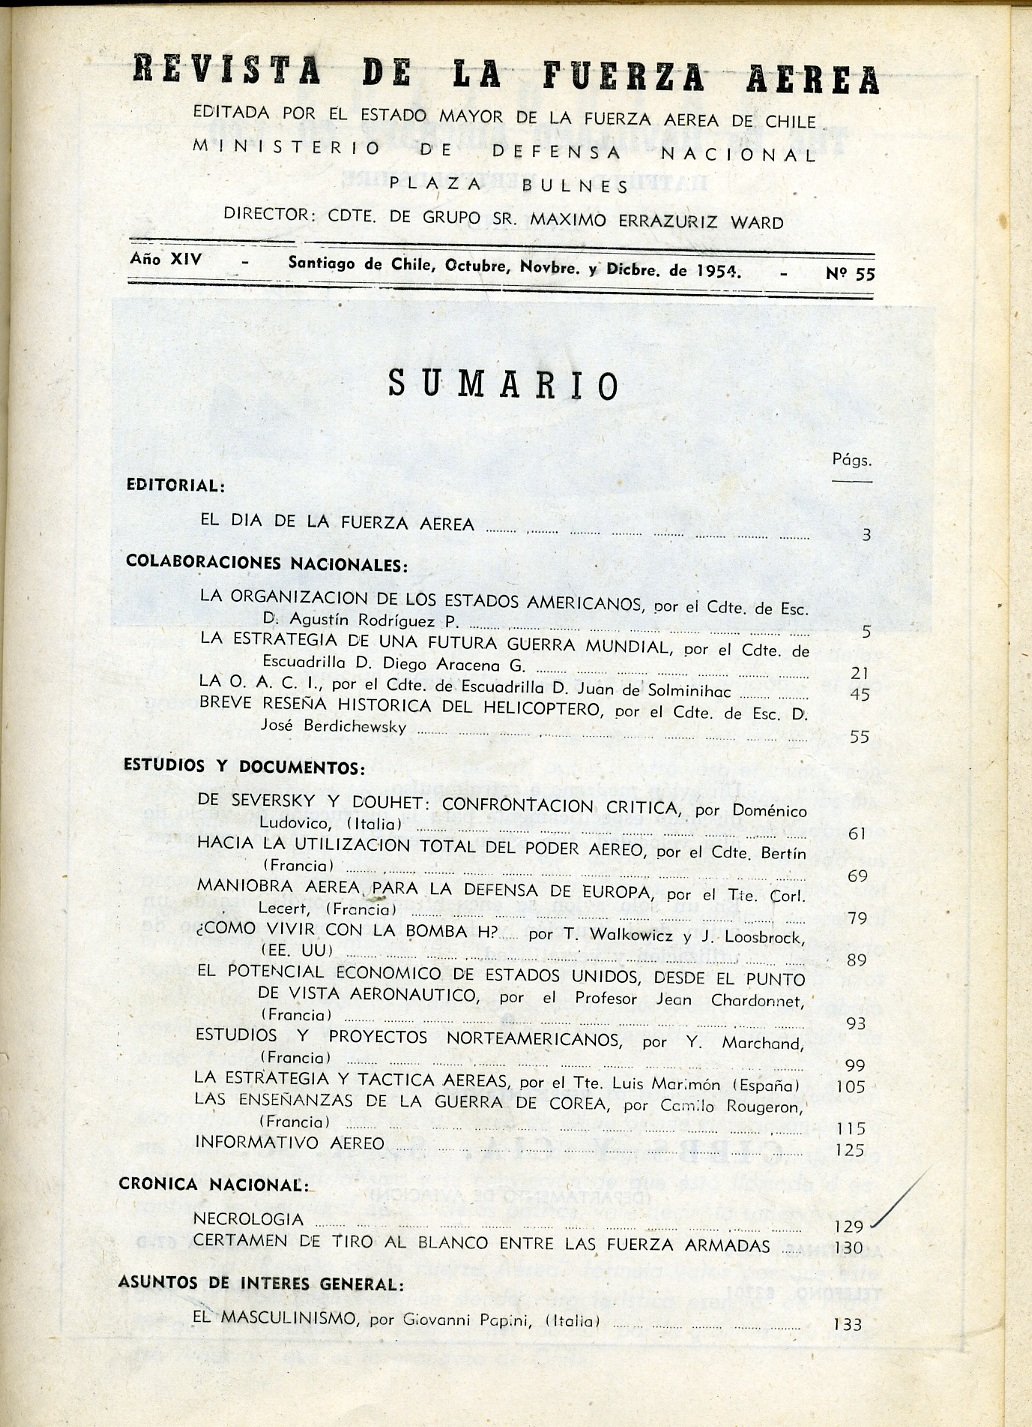 REVISTA DE LA FUERZA AEREA
EDITADA POR EL ESTADO MAYOR DE LA FUERZA AEREA DE CHILE
MINISTERIO DE DEFENSA NACIONAL
PLAZA BULNES
DIRECTOR: CDTE. DE GRUPO SR. MAXIMO ERRAZURIZ WARD
Año XIV - Santiago de Chile, Octubre, Novbre. y Dicbre. de 1954. - Nº 55
SUMARIO
Págs.
EDITORIAL:
EL DIA DE LA FUERZA AEREA ........ 3
COLABORACIONES NACIONALES:
LA ORGANIZACION DE LOS ESTADOS AMERICANOS, por el Cdte. de Esc.
D. Agustín Rodríguez P. ........ 5
LA ESTRATEGIA DE UNA FUTURA GUERRA MUNDIAL, por el Cdte. de
Escuadrilla D. Diego Aracena G. ........ 21
LA O. A. C. I., por el Cdte. de Escuadrilla D. Juan de Solminihac ........ 45
BREVE RESEÑA HISTORICA DEL HELICOPTERO, por el Cdte. de Esc. D.
José Berdichewsky ........ 55
ESTUDIOS Y DOCUMENTOS:
DE SEVERSKY Y DOUHET: CONFRONTACION CRITICA, por Doménico
Ludovico, (Italia) ........ 61
HACIA LA UTILIZACION TOTAL DEL PODER AEREO, por el Cdte. Bertín
(Francia) ........ 69
MANIOBRA AEREA PARA LA DEFENSA DE EUROPA, por el Tte. Corl.
Lecert, (Francia) ........ 79
¿COMO VIVIR CON LA BOMBA H?..... por T. Walkowicz y J. Loosbrock,
(EE. UU) ........ 89
EL POTENCIAL ECONOMICO DE ESTADOS UNIDOS, DESDE EL PUNTO
DE VISTA AERONAUTICO, por el Profesor Jean Chardonnet,
(Francia) ........ 93
ESTUDIOS Y PROYECTOS NORTEAMERICANOS, por Y. Marchand,
(Francia) ........ 99
LA ESTRATEGIA Y TACTICA AEREAS, por el Tte. Luis Marimón (España) 105
LAS ENSEÑANZAS DE LA GUERRA DE COREA, por Camilo Rougeron,
(Francia) ........ 115
INFORMATIVO AEREO ........ 125
CRONICA NACIONAL:
NECROLOGIA ........ 129
CERTAMEN DE TIRO AL BLANCO ENTRE LAS FUERZA ARMADAS ........ 130
ASUNTOS DE INTERES GENERAL:
EL MASCULINISMO, por Giovanni Papini, (Italia) ........ 133